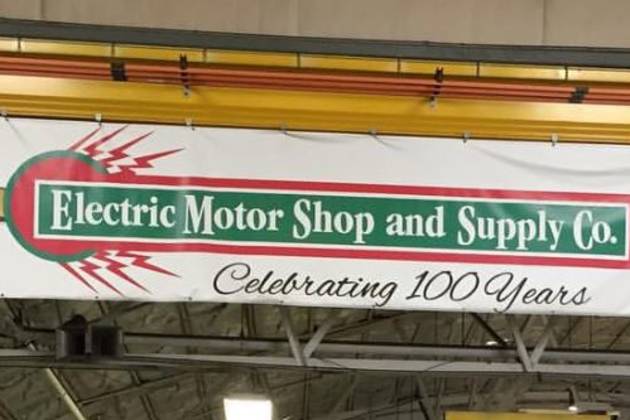 Electric Motor Shop and Supply Co.
Celebrating 100 Years